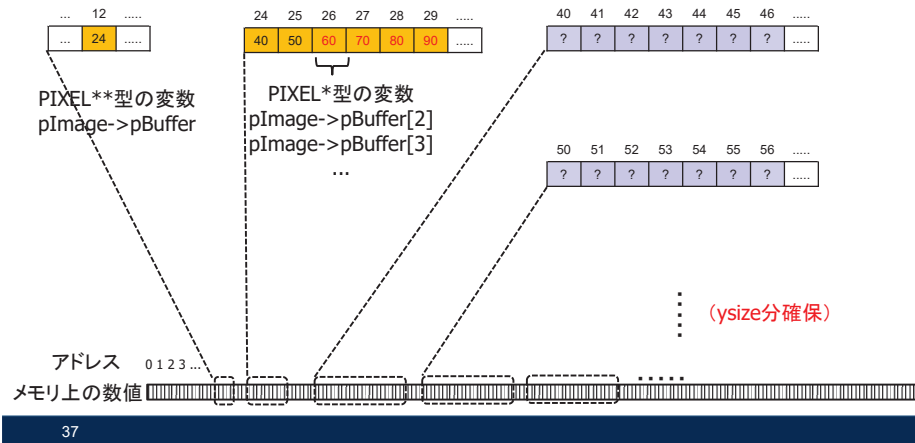 ... 12 .....
... 24 .....
24 25 26 27 28 29 .....
40 50 60 70 80 90 .....
40 41 42 43 44 45 46 .....
? ? ? ? ? ? ? .....
PIXEL**型の変数
pImage->pBuffer
PIXEL*型の変数
pImage->pBuffer[2]
pImage->pBuffer[3]
...
50 51 52 53 54 55 56 .....
? ? ? ? ? ? ? .....
（ysize分確保）
アドレス 0 1 2 3 ...
.....
メモリ上の数値
37